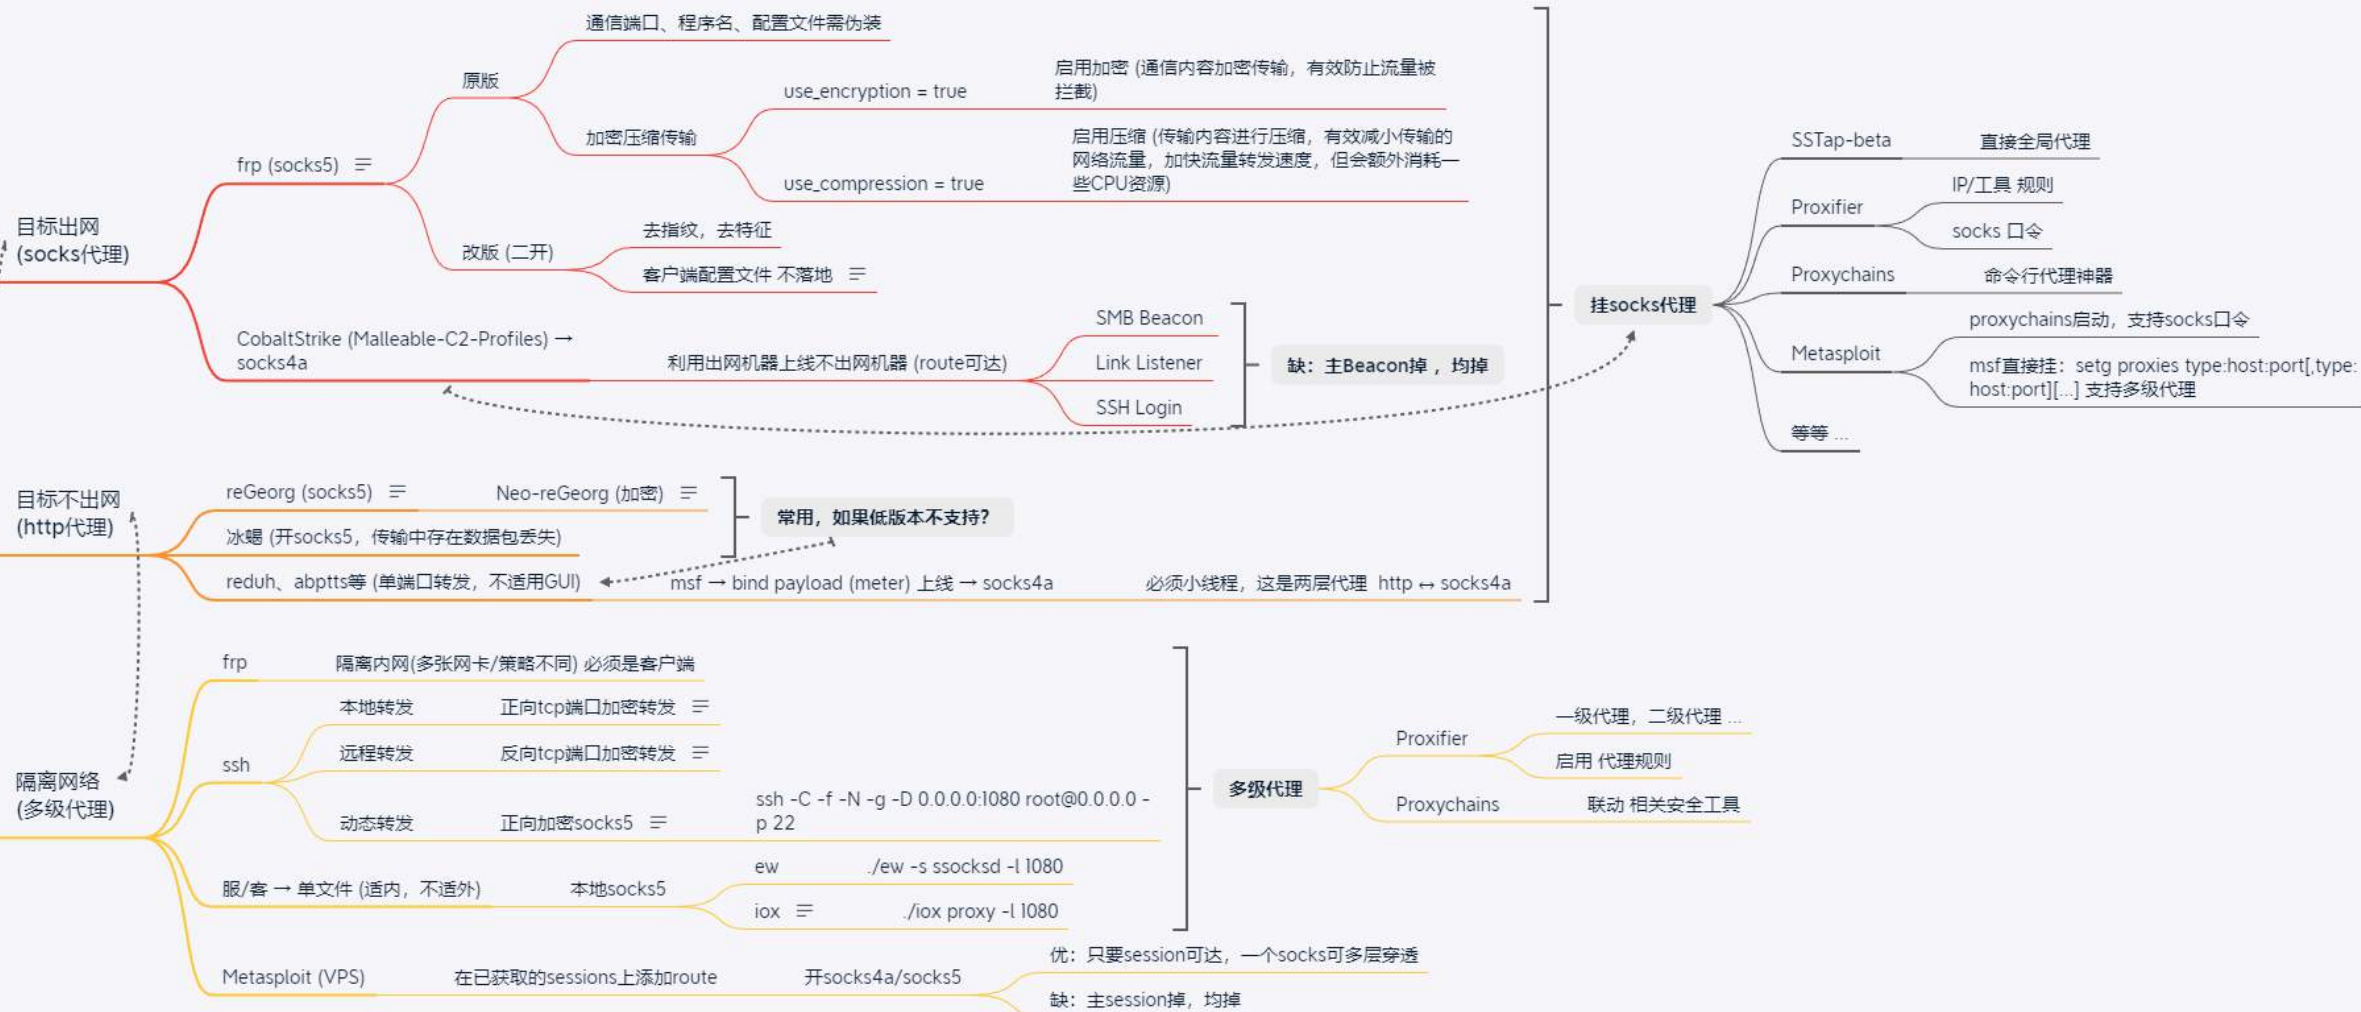 通信端口、程序名、配置文件需伪装
原版
启用加密 (通信内容加密传输，有效防止流量被
拦截)
use_encryption = true
加密压缩传输
启用压缩 (传输内容进行压缩，有效减小传输的
网络流量，加快流量转发速度，但会额外消耗一
些CPU资源)
use_compression = true
frp (socks5)
目标出网
(socks代理)
去指纹，去特征
改版 (二开)
客户端配置文件 不落地
CobaltStrike (Malleable-C2-Profiles) →
socks4a
利用出网机器上线不出网机器 (route可达)
SMB Beacon
Link Listener
SSH Login
缺：主Beacon掉 ，均掉
挂socks代理
SSTap-beta
直接全局代理
IP/工具 规则
Proxifier
socks 口令
Proxychains
命令行代理神器
proxychains启动，支持socks口令
Metasploit
msf直接挂：setg proxies type:host:port[,type:
host:port][...] 支持多级代理
等等 ...
目标不出网
(http代理)
reGeorg (socks5)
Neo-reGeorg (加密)
常用，如果低版本不支持？
冰蝎 (开socks5，传输中存在数据包丢失)
reduh、abptts等 (单端口转发，不适用GUI)
msf → bind payload (meter) 上线 → socks4a
必须小线程，这是两层代理 http ↔ socks4a
frp
隔离内网(多张网卡/策略不同) 必须是客户端
本地转发
正向tcp端口加密转发
远程转发
反向tcp端口加密转发
ssh
隔离网络
(多级代理)
动态转发
正向加密socks5
ssh -C -f -N -g -D 0.0.0.0:1080 root@0.0.0.0 -
p 22
服/客 → 单文件 (适内，不适外)
本地socks5
ew
./ew -s ssocksd -l 1080
iox
./iox proxy -l 1080
多级代理
Proxifier
一级代理，二级代理 ...
启用 代理规则
Proxychains
联动 相关安全工具
Metasploit (VPS)
在已获取的sessions上添加route
开socks4a/socks5
优：只要session可达，一个socks可多层穿透
缺：主session掉，均掉